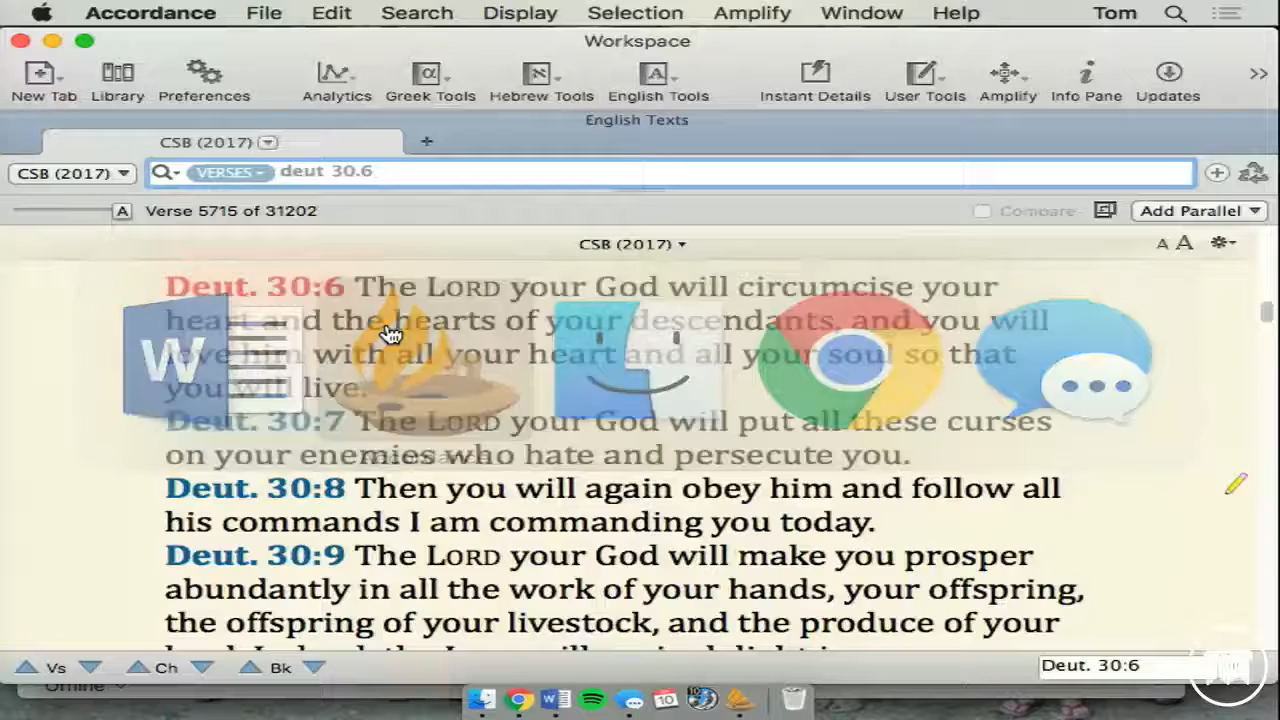 Accordance File Edit Search Display Selection Amplify Window Help Tom
Workspace
New Tab Library Preferences Analytics Greek Tools Hebrew Tools English Tools Instant Details User Tools Amplify Info Pane Updates
English Texts
CSB (2017)
CSB (2017) VERSES deut 30.6
A Verse 5715 of 31202 Compare Add Parallel
CSB (2017) A A
Deut. 30:6 The LORD your God will circumcise your
heart and the hearts of your descendants, and you will
love him with all your heart and all your soul so that
you will live.
Deut. 30:7 The LORD your God will put all these curses
on your enemies who hate and persecute you.
Deut. 30:8 Then you will again obey him and follow all
his commands I am commanding you today.
Deut. 30:9 The LORD your God will make you prosper
abundantly in all the work of your hands, your offspring,
the offspring of your livestock, and the produce of your
Vs Ch Bk Deut. 30:6
Offline